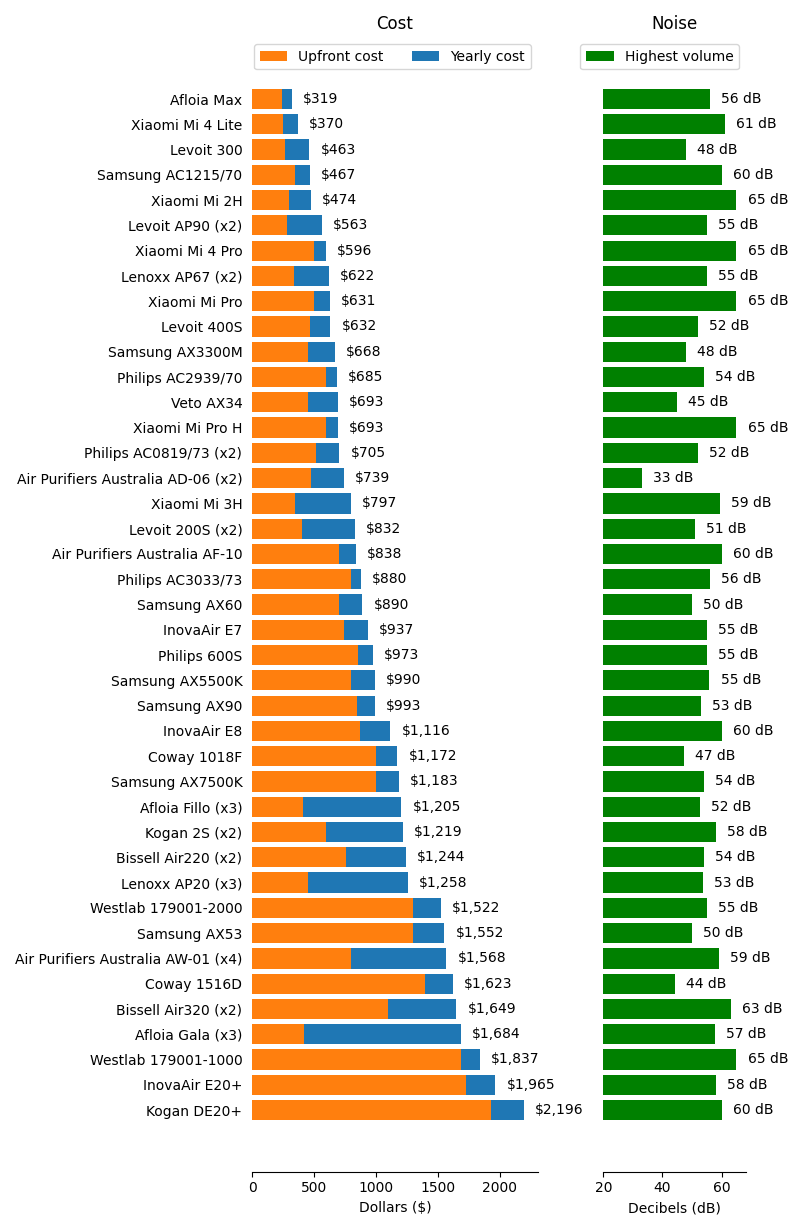 Cost Noise
Upfront cost Yearly cost Highest volume
Afloia Max $319 56 dB
Xiaomi Mi 4 Lite $370 61 dB
Levoit 300 $463 48 dB
Samsung AC1215/70 $467 60 dB
Xiaomi Mi 2H $474 65 dB
Levoit AP90 (x2) $563 55 dB
Xiaomi Mi 4 Pro $596 65 dB
Lenoxx AP67 (x2) $622 55 dB
Xiaomi Mi Pro $631 65 dB
Levoit 400S $632 52 dB
Samsung AX3300M $668 48 dB
Philips AC2939/70 $685 54 dB
Veto AX34 $693 45 dB
Xiaomi Mi Pro H $693 65 dB
Philips AC0819/73 (x2) $705 52 dB
Air Purifiers Australia AD-06 (x2) $739 33 dB
Xiaomi Mi 3H $797 59 dB
Levoit 200S (x2) $832 51 dB
Air Purifiers Australia AF-10 $838 60 dB
Philips AC3033/73 $880 56 dB
Samsung AX60 $890 50 dB
InovaAir E7 $937 55 dB
Philips 600S $973 55 dB
Samsung AX5500K $990 55 dB
Samsung AX90 $993 53 dB
InovaAir E8 $1,116 60 dB
Coway 1018F $1,172 47 dB
Samsung AX7500K $1,183 54 dB
Afloia Fillo (x3) $1,205 52 dB
Kogan 2S (x2) $1,219 58 dB
Bissell Air220 (x2) $1,244 54 dB
Lenoxx AP20 (x3) $1,258 53 dB
Westlab 179001-2000 $1,522 55 dB
Samsung AX53 $1,552 50 dB
Air Purifiers Australia AW-01 (x4) $1,568 59 dB
Coway 1516D $1,623 44 dB
Bissell Air320 (x2) $1,649 63 dB
Afloia Gala (x3) $1,684 57 dB
Westlab 179001-1000 $1,837 65 dB
InovaAir E20+ $1,965 58 dB
Kogan DE20+ $2,196 60 dB
0 500 1000 1500 2000 20 40 60
Dollars ($) Decibels (dB)